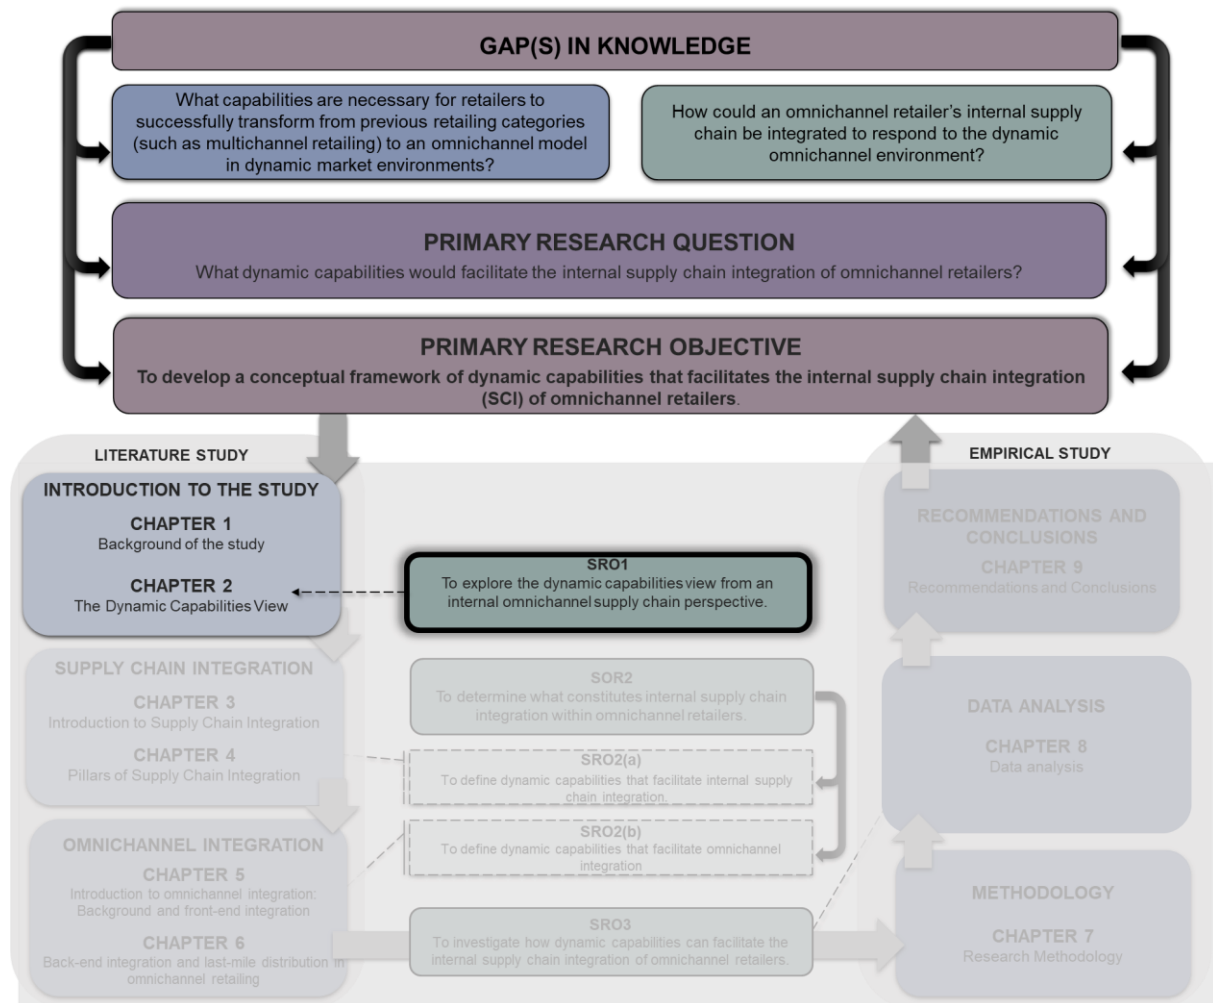 GAP(S) IN KNOWLEDGE
What capabilities are necessary for retailers to
successfully transform from previous retailing categories
(such as multichannel retailing) to an omnichannel model
in dynamic market environments?
How could an omnichannel retailer's internal supply
chain be integrated to respond to the dynamic
omnichannel environment?
PRIMARY RESEARCH QUESTION
What dynamic capabilities would facilitate the internal supply chain integration of omnichannel retailers?
PRIMARY RESEARCH OBJECTIVE
To develop a conceptual framework of dynamic capabilities that facilitates the internal supply chain integration
(SCI) of omnichannel retailers.
LITERATURE STUDY
INTRODUCTION TO THE STUDY
CHAPTER 1
Background of the study
CHAPTER 2
The Dynamic Capabilities View
SUPPLY CHAIN INTEGRATION
CHAPTER 3
Introduction to Supply Chain Integration
CHAPTER 4
Pillars of Supply Chain Integration
OMNICHANNEL INTEGRATION
CHAPTER 5
Introduction to omnichannel integration:
Background and front-end integration
CHAPTER 6
Back-end integration and last-mile distribution in
omnichannel retailing
SRO1
To explore the dynamic capabilities view from an
internal omnichannel supply chain perspective.
SOR2
To determine what constitutes internal supply chain
integration within omnichannel retailers.
SRO2(a)
To define dynamic capabilities that facilitate internal supply
chain integration.
SRO2(b)
To define dynamic capabilities that facilitate omnichannel
integration
SRO3
To investigate how dynamic capabilities can facilitate the
internal supply chain integration of omnichannel retailers.
EMPIRICAL STUDY
RECOMMENDATIONS AND
CONCLUSIONS
CHAPTER 9
Recommendations and Conclusions
DATA ANALYSIS
CHAPTER 8
Data analysis
METHODOLOGY
CHAPTER 7
Research Methodology